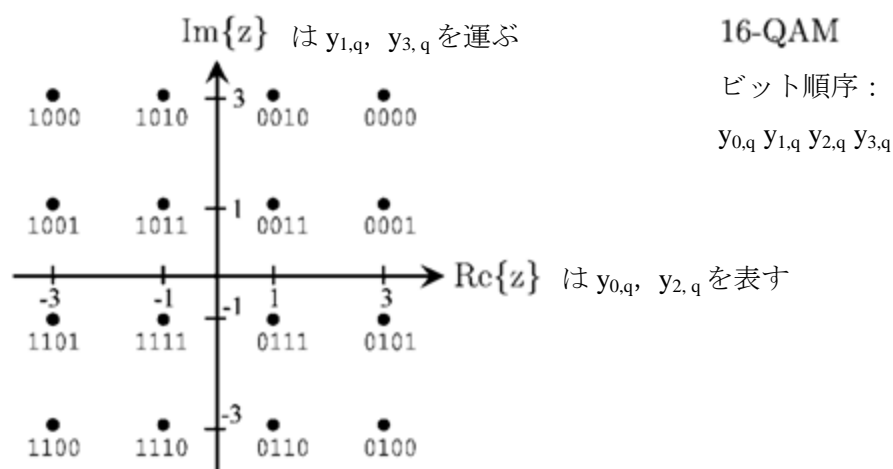 Im{z} は y1,q, y3, q を運ぶ
16-QAM
ビット順序：
y0,q y1,q y2,q y3,q
3
1000 1010 0010 0000
1
1001 1011 0011 0001
Re{z} は y0,q, y2, q を表す
-3 -1 1 3
-1
1101 1111 0111 0101
-3
1100 1110 0110 0100